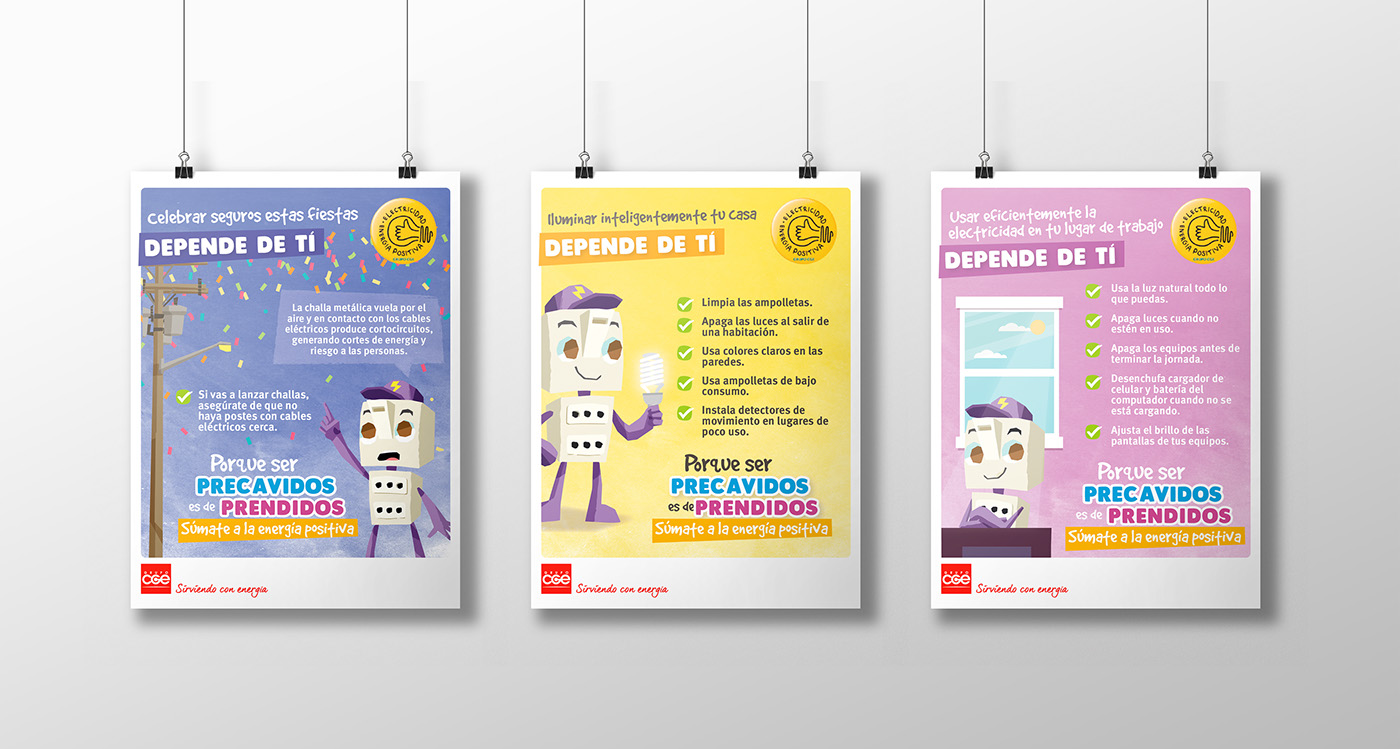 Celebrar seguros estas fiestas
DEPENDE DE TÍ
ELECTRICIDAD
ENERGÍA POSITIVA
GRUPO CGE
La challa metálica vuela por el
aire y en contacto con los cables
eléctricos produce cortocircuitos,
generando cortes de energía y
riesgo a las personas.
Si vas a lanzar challas,
asegúrate de que no
haya postes con cables
eléctricos cerca.
Porque ser
PRECAVIDOS
es de PRENDIDOS
Súmate a la energía positiva
GRUPO
CGE
Sirviendo con energía
Iluminar inteligentemente tu casa
DEPENDE DE TÍ
ELECTRICIDAD
ENERGÍA POSITIVA
GRUPO CGE
Limpia las ampolletas.
Apaga las luces al salir de
una habitación.
Usa colores claros en las
paredes.
Usa ampolletas de bajo
consumo.
Instala detectores de
movimiento en lugares de
poco uso.
Porque ser
PRECAVIDOS
es de PRENDIDOS
Súmate a la energía positiva
GRUPO
CGE
Sirviendo con energía
Usar eficientemente la
electricidad en tu lugar de trabajo
DEPENDE DE TÍ
ELECTRICIDAD
ENERGÍA POSITIVA
GRUPO CGE
Usa la luz natural todo lo
que puedas.
Apaga luces cuando no
estén en uso.
Apaga los equipos antes de
terminar la jornada.
Desenchufa cargador de
celular y batería del
computador cuando no se
está cargando.
Ajusta el brillo de las
pantallas de tus equipos.
Porque ser
PRECAVIDOS
es de PRENDIDOS
Súmate a la energía positiva
GRUPO
CGE
Sirviendo con energía